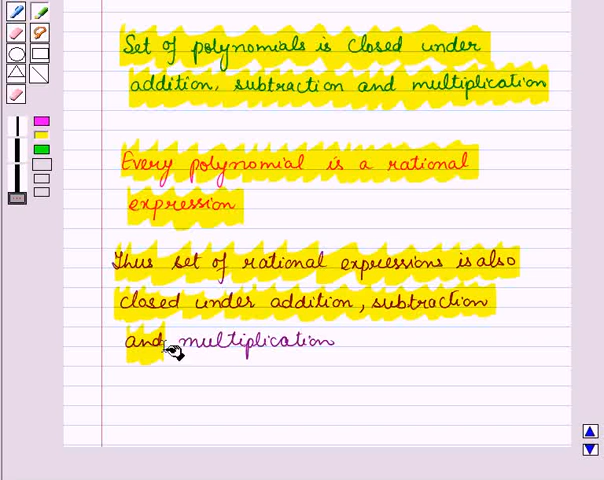 Set of polynomials is closed under
addition, subtraction and multiplication
Every polynomial is a rational
expression
Thus set of rational expressions is also
closed under addition, subtraction
and multiplication